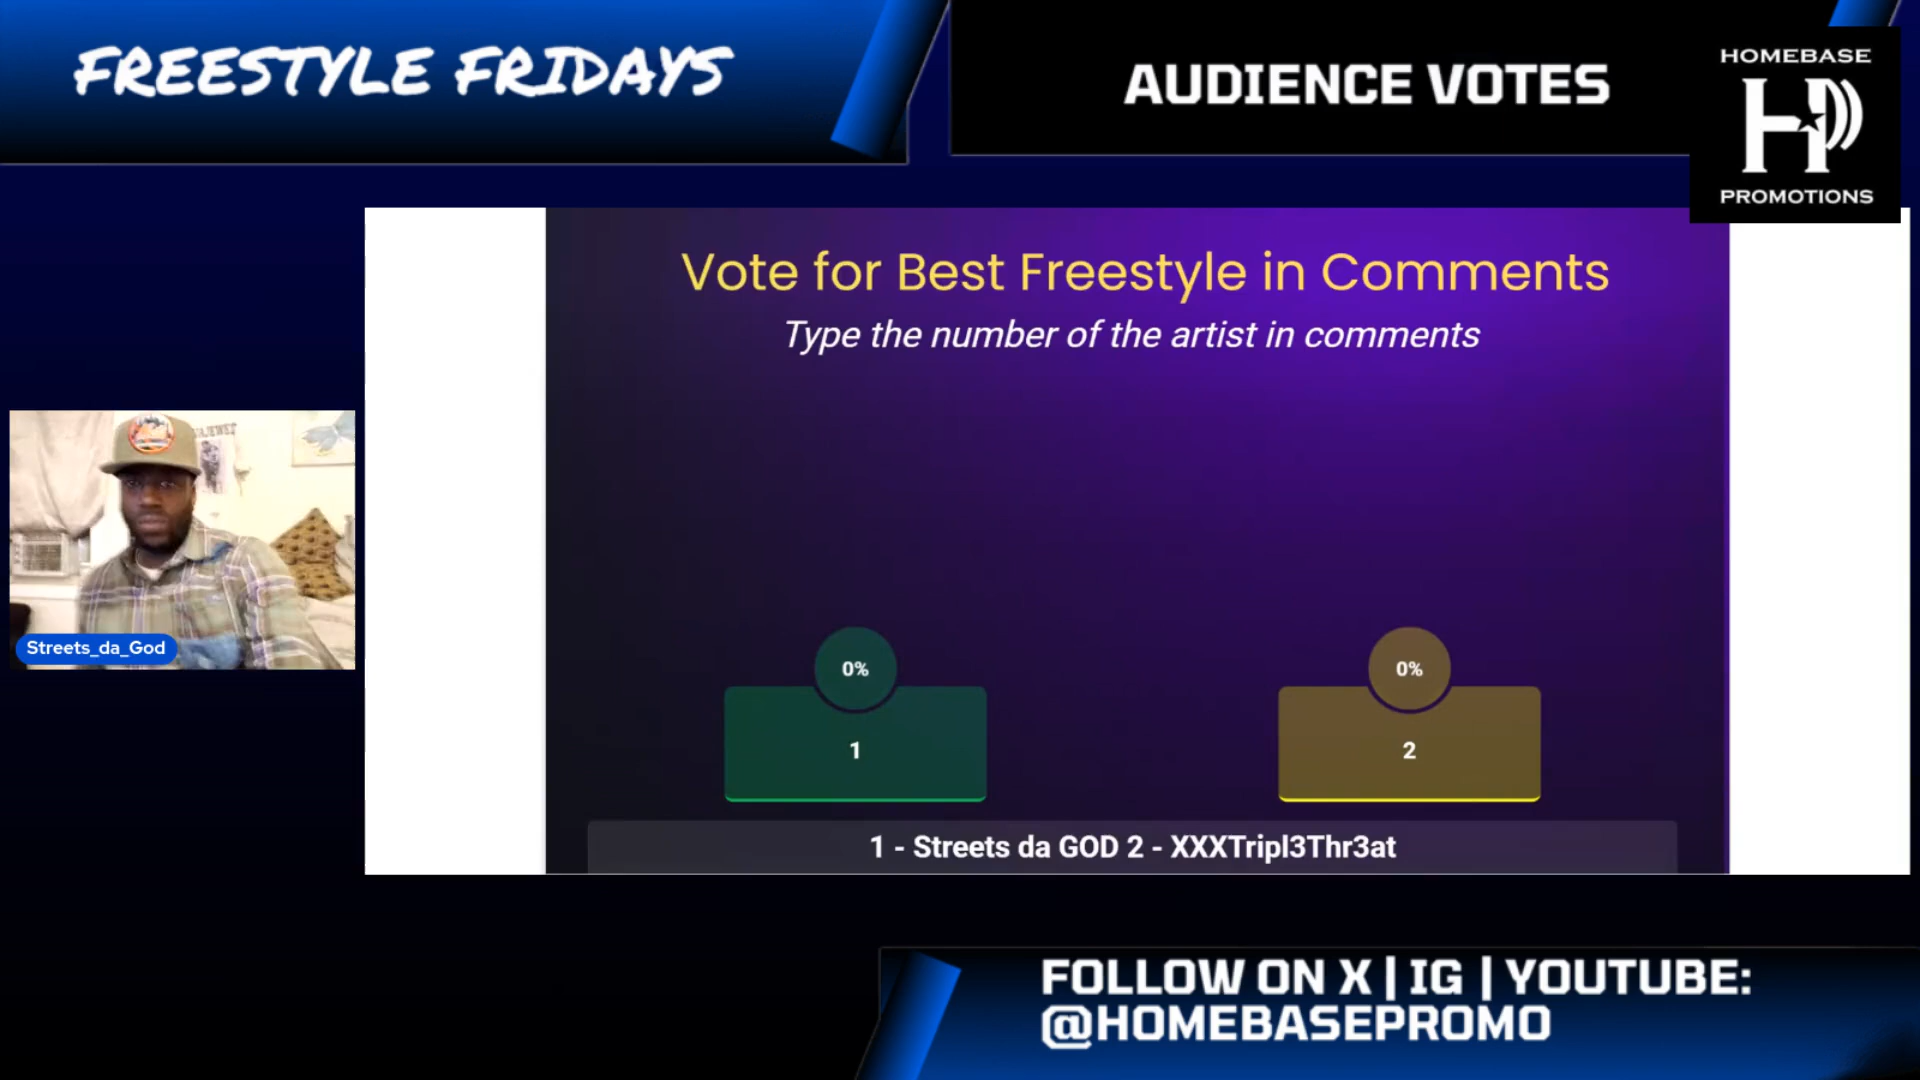 FREESTYLE FRIDAYS
AUDIENCE VOTES
HOMEBASE
H
PROMOTIONS
Vote for Best Freestyle in Comments
Type the number of the artist in comments
0%
0%
1
2
1 - Streets da GOD 2 - XXXTripl3Thr3at
Streets_da_God
FOLLOW ON X | IG | YOUTUBE:
@HOMEBASEPROMO